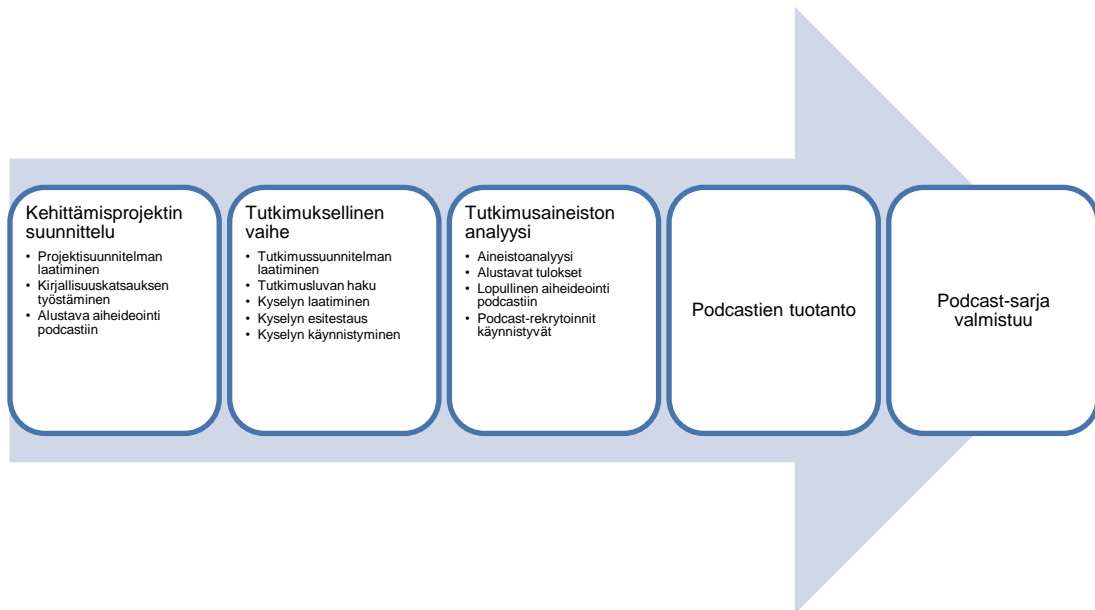 Kehittämisprojektin
suunnittelu
• Projektisuunnitelman
laatiminen
• Kirjallisuuskatsauksen
työstäminen
• Alustava aiheideointi
podcastiin
Tutkimuksellinen
vaihe
• Tutkimussuunnitelman
laatiminen
• Tutkimusluvan haku
• Kyselyn laatiminen
• Kyselyn esitestaus
• Kyselyn käynnistyminen
Tutkimusaineiston
analyysi
• Aineistoanalyysi
• Alustavat tulokset
• Lopullinen aiheideointi
podcastiin
• Podcast-rekrytoinnit
käynnistyvät
Podcastien tuotanto
Podcast-sarja
valmistuu